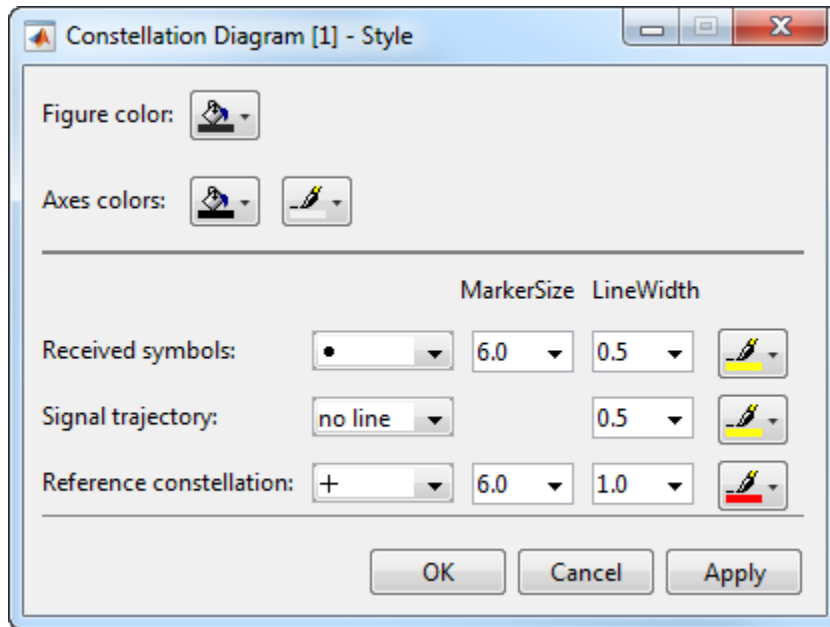 Constellation Diagram [1] - Style
Figure color:
Axes colors:
MarkerSize LineWidth
Received symbols: 6.0 0.5
Signal trajectory: no line 0.5
Reference constellation: + 6.0 1.0
OK Cancel Apply